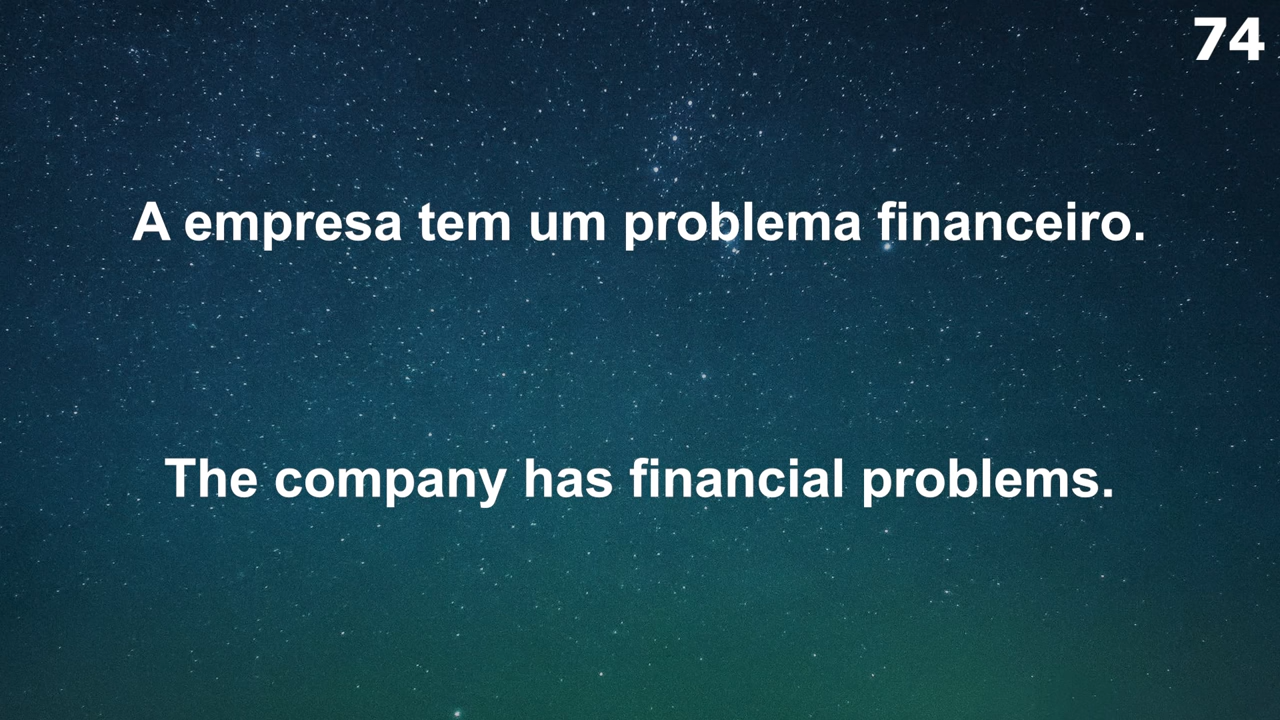 74
A empresa tem um problema financeiro.
The company has financial problems.